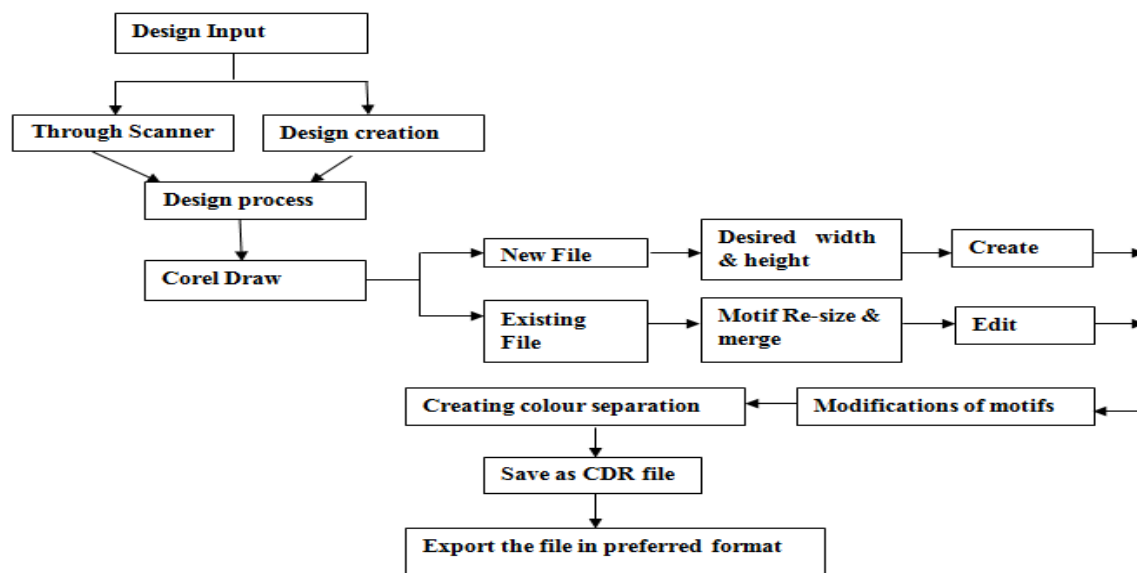 Design Input
Through Scanner
Design creation
Design process
Corel Draw
New File
Desired width
& height
Create
Existing
File
Motif Re-size &
merge
Edit
Creating colour separation
Modifications of motifs
Save as CDR file
Export the file in preferred format